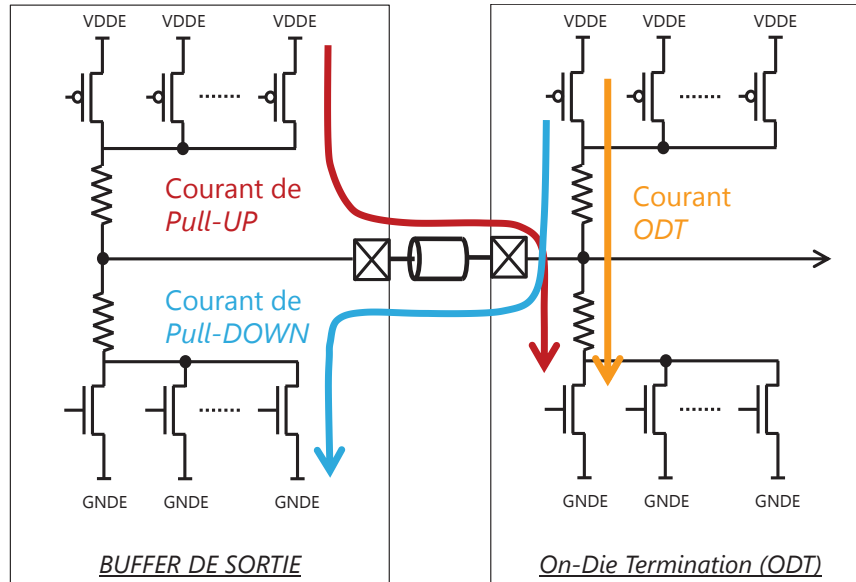 VDDE VDDE VDDE
VDDE VDDE VDDE
Courant de
Pull-UP
Courant
ODT
Courant de
Pull-DOWN
GNDE GNDE GNDE
GNDE GNDE GNDE
BUFFER DE SORTIE
On-Die Termination (ODT)